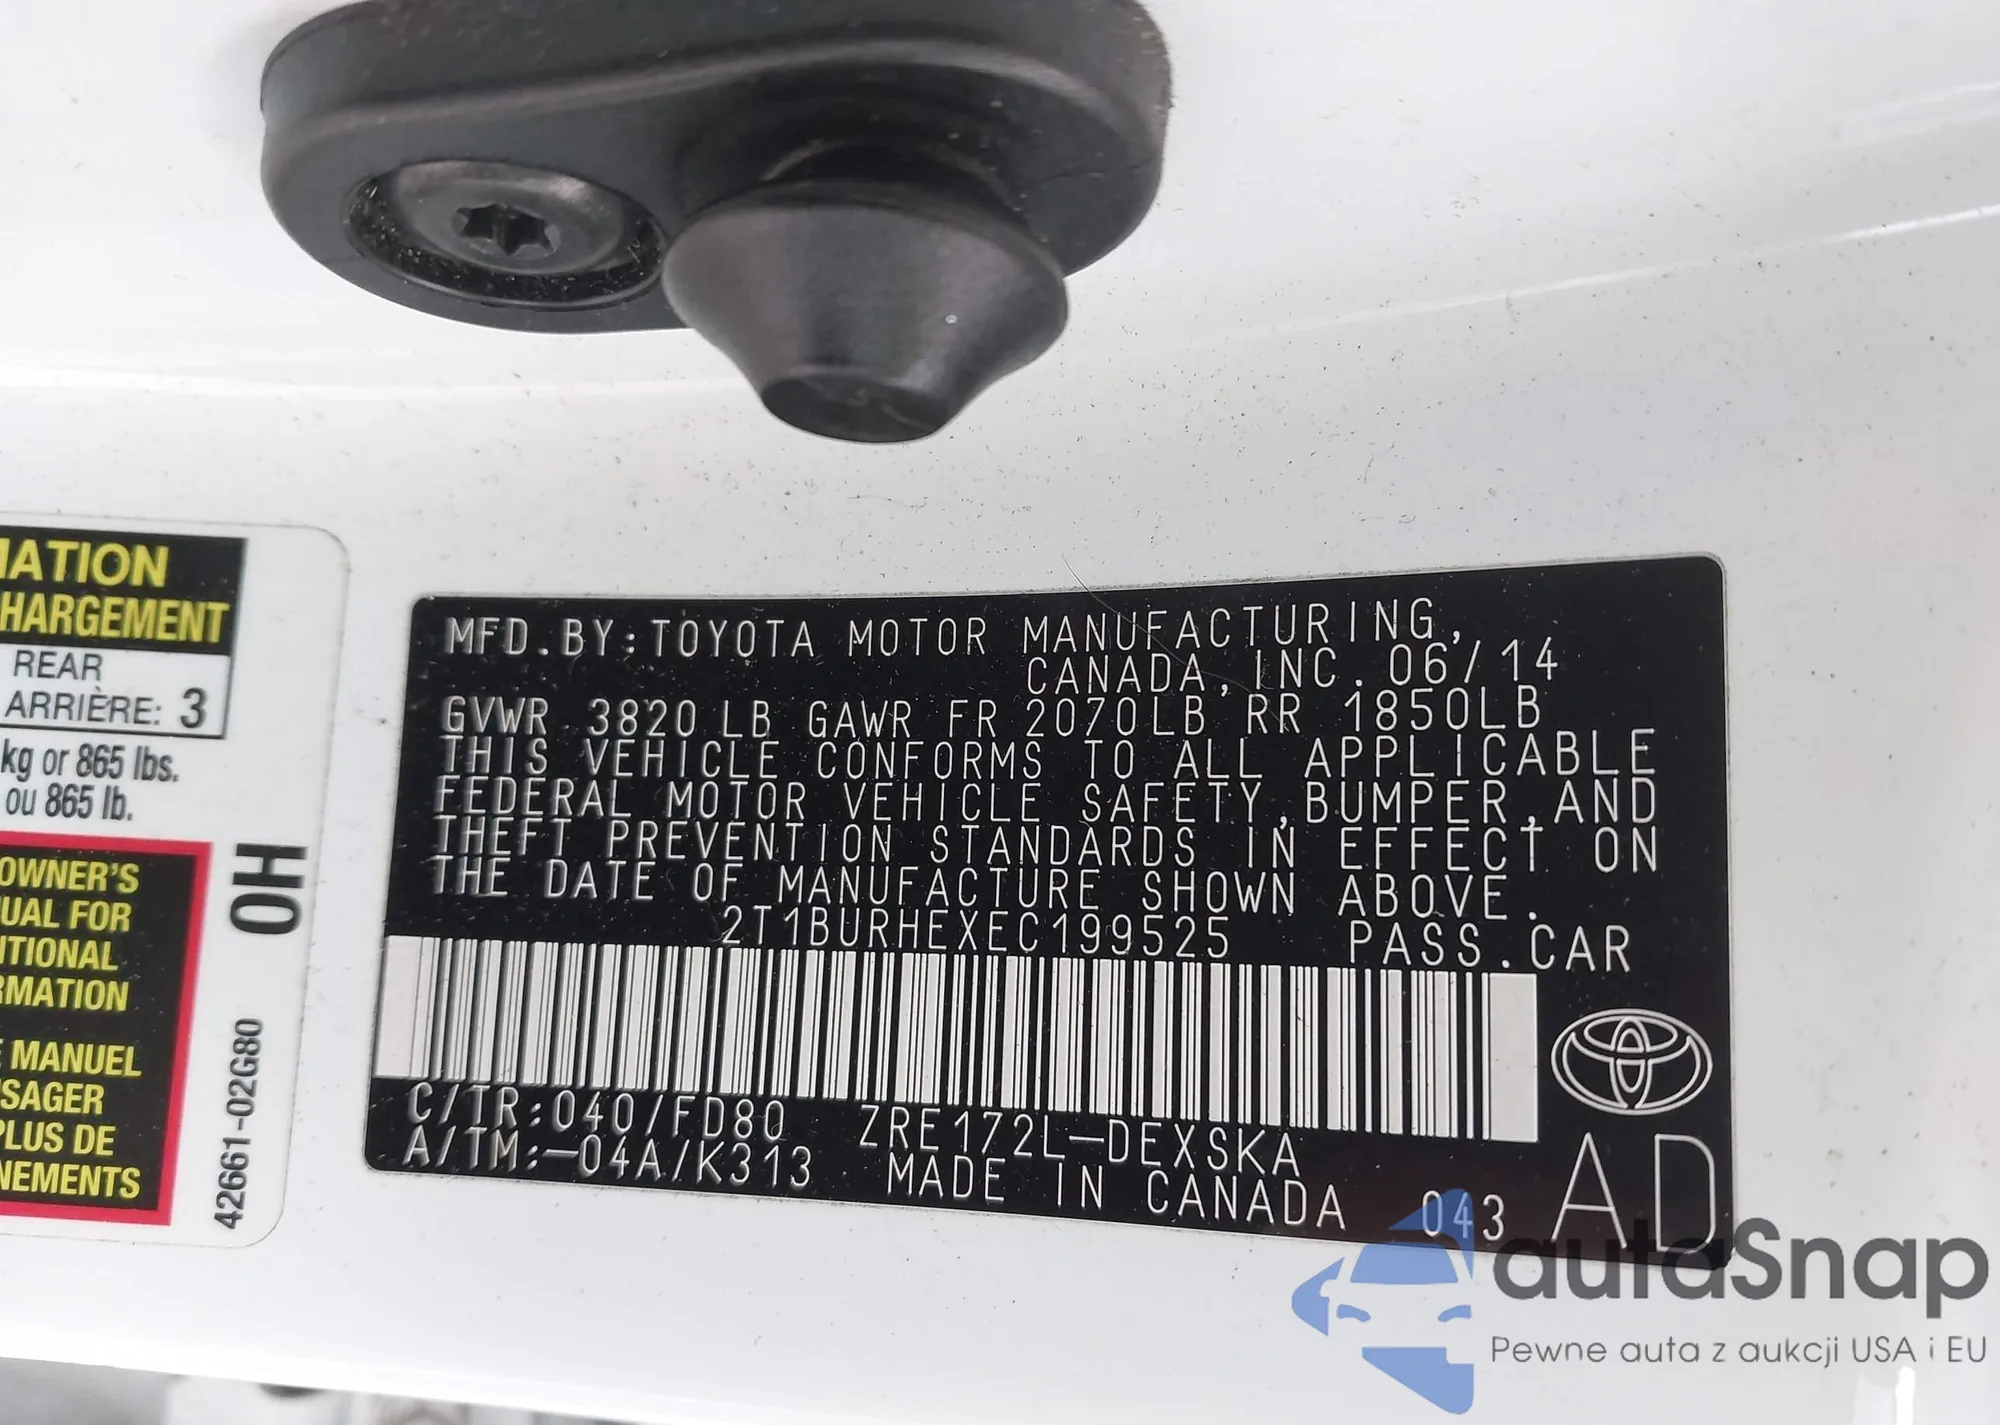 MATION
HARGEMENT
REAR
ARRIÈRE: 3
kg or 865 lbs.
ou 865 lb.
OWNER'S
UAL FOR
ITIONAL
RMATION
MANUEL
SAGER
PLUS DE
NEMENTS
0H
42661-02G80
MFD.BY:TOYOTA MOTOR MANUFACTURING,
CANADA,INC.06/14
GVWR 3820 LB GAWR FR 2070LB RR 1850LB
THIS VEHICLE CONFORMS TO ALL APPLICABLE
FEDERAL MOTOR VEHICLE SAFETY,BUMPER,AND
THEFT PREVENTION STANDARDS IN EFFECT ON
THE DATE OF MANUFACTURE SHOWN ABOVE.
2T1BURHEXEC199525 PASS.CAR
C/TR:040/FD80 ZRE172L-DEXSKA
A/TM:-04A/K313 MADE IN CANADA 043 AD
autaSnap
Pewne auta z aukcji USA i EU